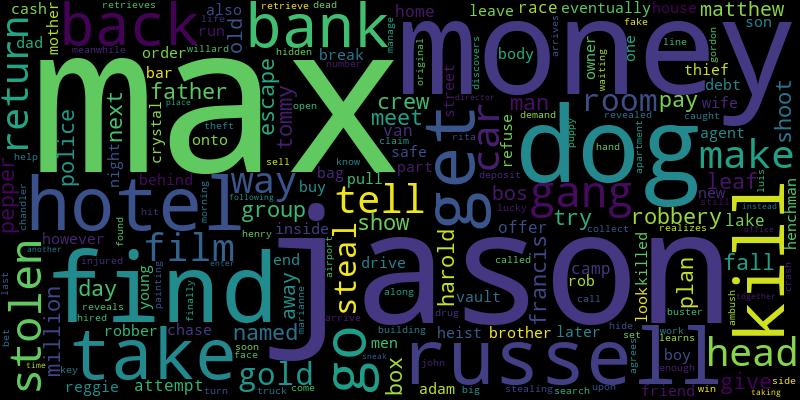 cash
mother
back
bank
retrieve
dead
home
leave
race
eventually
house
matthew
dad
retrieves
life
also
run
willard
old
manage
break
hidden
money
one
line
owner
waiting
fake
gordon
son
return
max
meanwhile
number
order
bar
father
next
police
crystal
place
night
onto
theft
escape
tommy
open
original
discovers
street
crew
meet
van
safe
part
body
man
room
pay
thief
debt
wife
arrives
caught
agent
shoot
director
refuse
demand
revealed
puppy
hand
apartment
dog
make
help
pepper
chandler
hotel
behind
hit
morning
way
following
buy
sell
bag
pull
know
claim
tell
get
car
rita
deposit
bos
lucky
gang
try
robbery
leaf
new
still
luis
instead
office
realizes
lake
henchman
kill
group
show
steal
harold
offer
francis
called
collect
camp
rob
call
look
killed
plan
fall
however
another
found
henry
inside
film
end
away
airport
drive
along
vault
stolen
find
jason
day
reveals
hired
injured
young
painting
finally
enter
named
marianne
arrive
building
drug
heist
brother
later
hide
agrees
set
buster
work
learns
boy
enough
ambush
together
crash
last
bet
time
million
key
robber
take
chase
soon
face
gold
truck
come
go
men
box
john
adam
sneak
big
russell
stealing
search
upon
friend
give
win
head
side
taking
reggie
attempt
turn